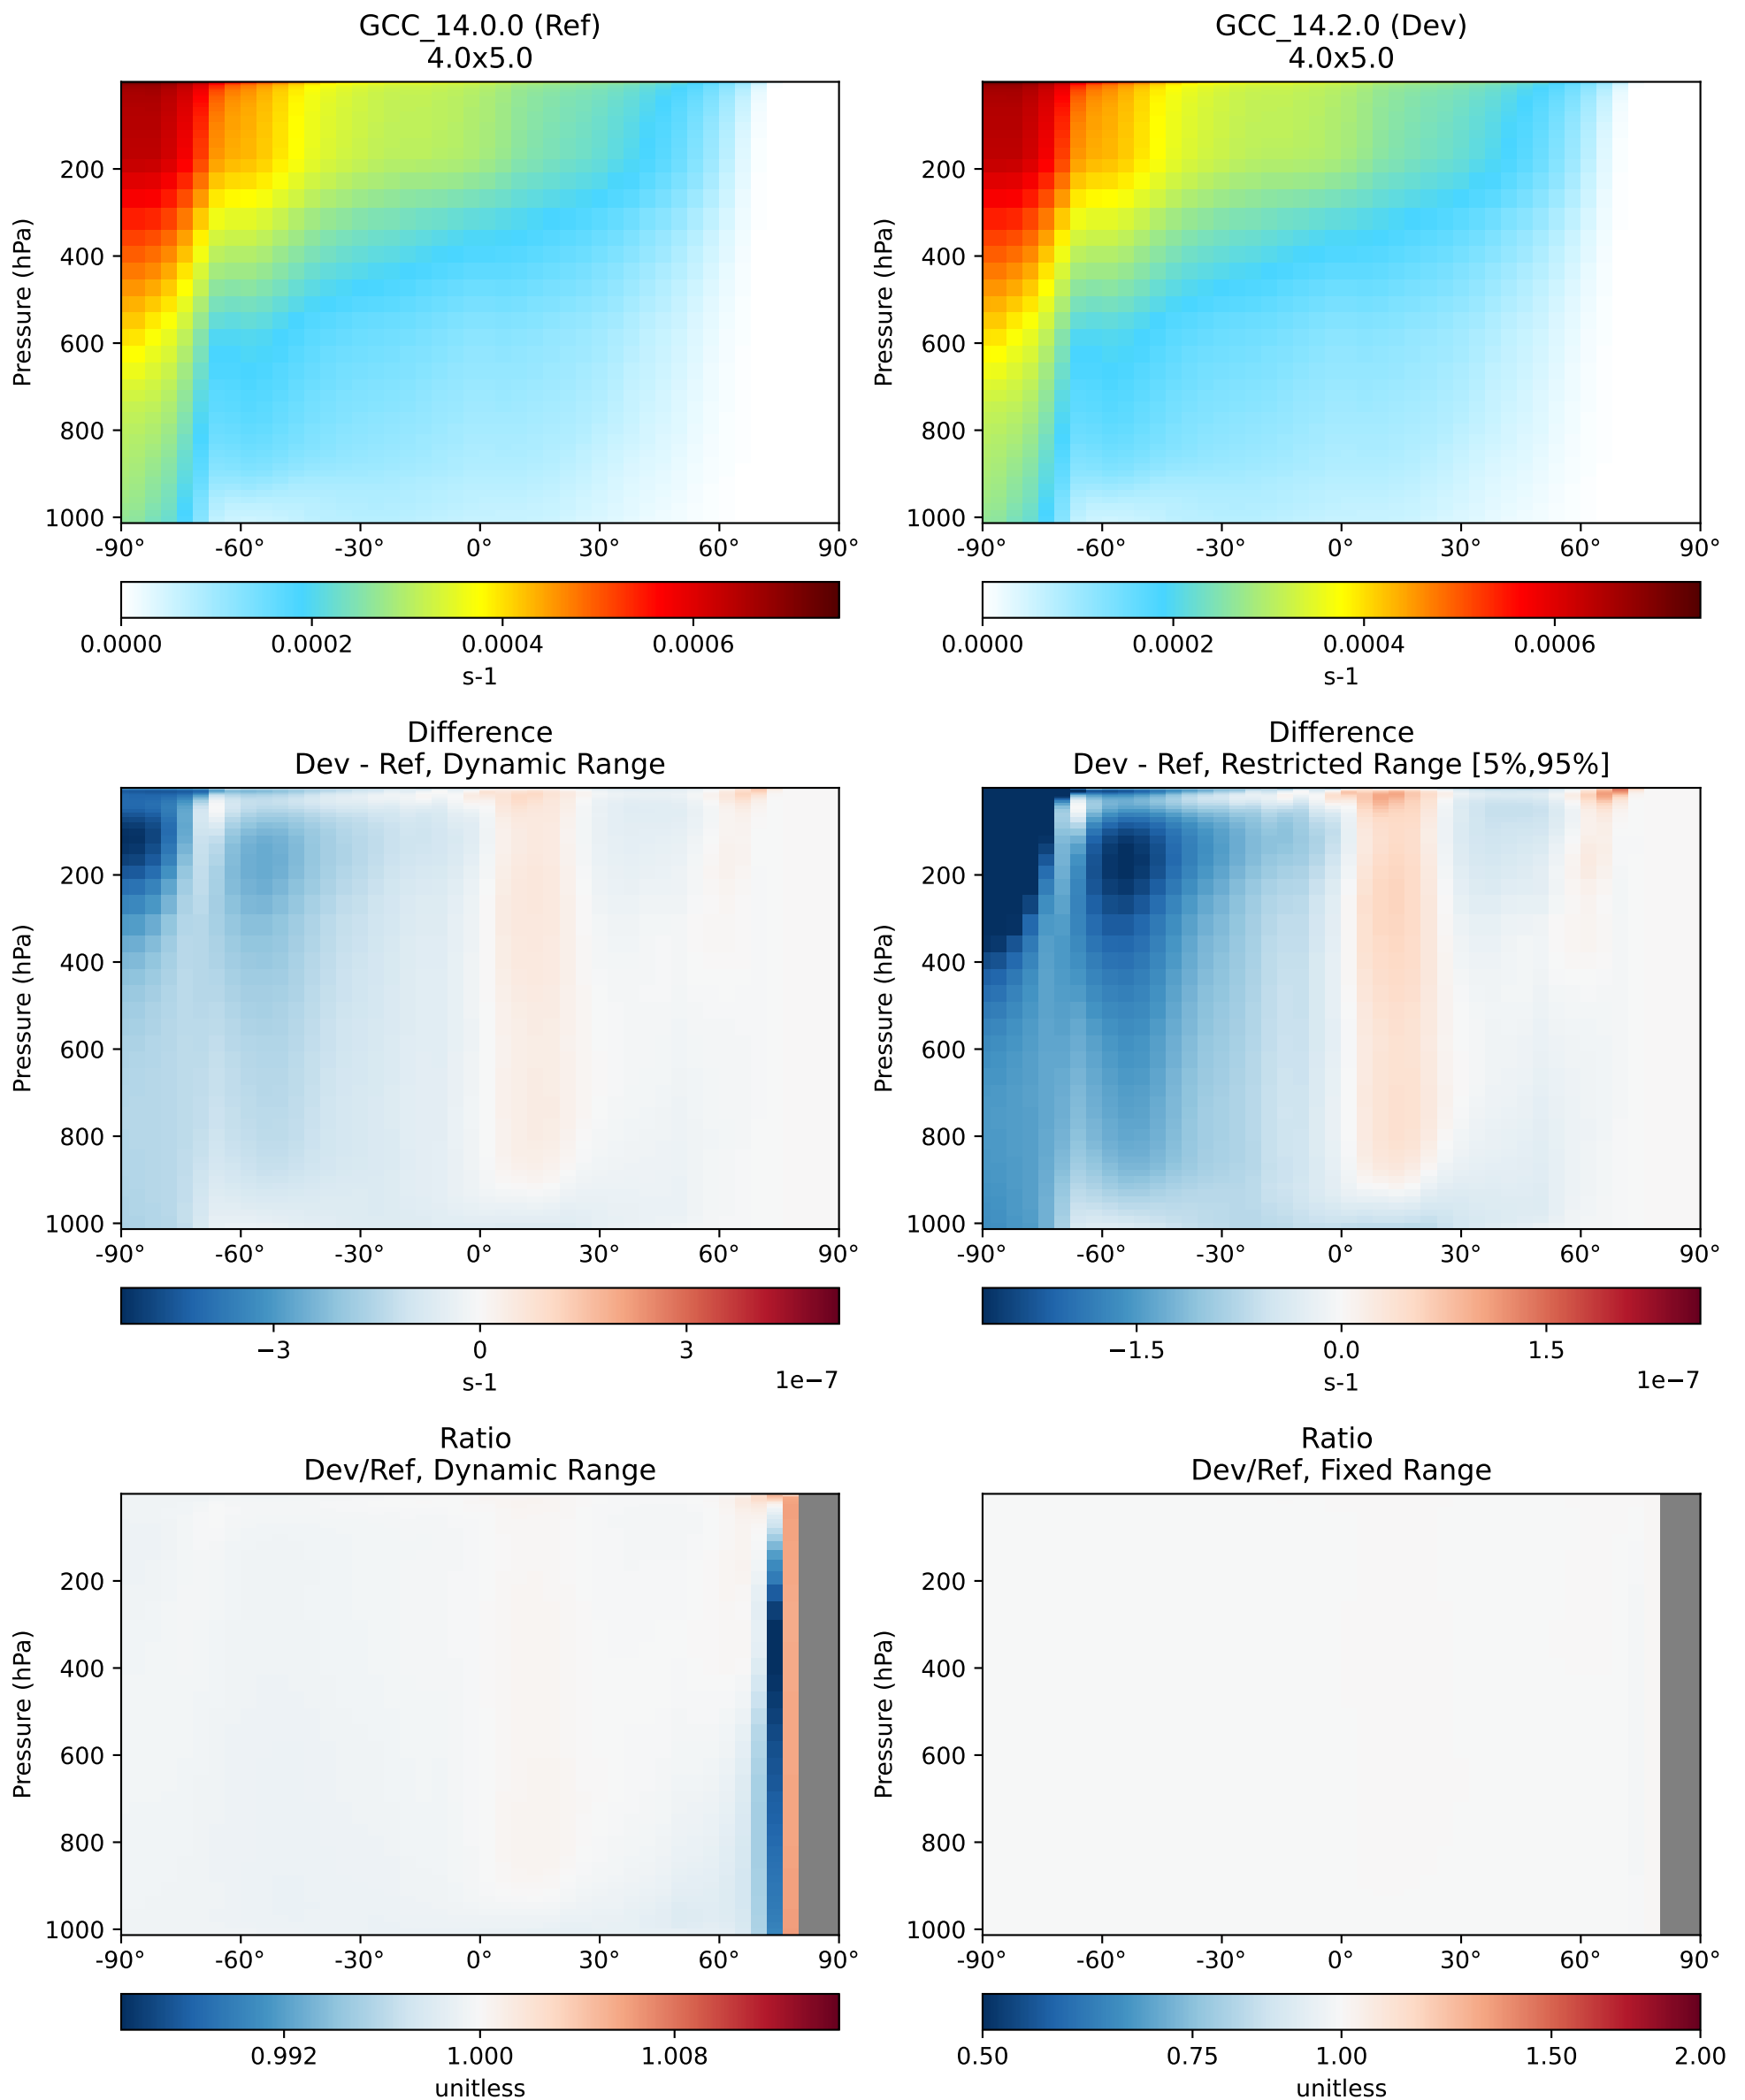 GCC_14.0.0 (Ref)
4.0x5.0
Pressure (hPa)
200
400
600
800
1000
-90° -60° -30° 0° 30° 60° 90°
0.0000 0.0002 0.0004 0.0006
s-1
GCC_14.2.0 (Dev)
4.0x5.0
Pressure (hPa)
200
400
600
800
1000
-90° -60° -30° 0° 30° 60° 90°
0.0000 0.0002 0.0004 0.0006
s-1
Difference
Dev - Ref, Dynamic Range
Pressure (hPa)
200
400
600
800
1000
-90° -60° -30° 0° 30° 60° 90°
−3 0 3
s-1
1e−7
Difference
Dev - Ref, Restricted Range [5%,95%]
Pressure (hPa)
200
400
600
800
1000
-90° -60° -30° 0° 30° 60° 90°
−1.5 0.0 1.5
s-1
1e−7
Ratio
Dev/Ref, Dynamic Range
Pressure (hPa)
200
400
600
800
1000
-90° -60° -30° 0° 30° 60° 90°
0.992 1.000 1.008
unitless
Ratio
Dev/Ref, Fixed Range
Pressure (hPa)
200
400
600
800
1000
-90° -60° -30° 0° 30° 60° 90°
0.50 0.75 1.00 1.50 2.00
unitless